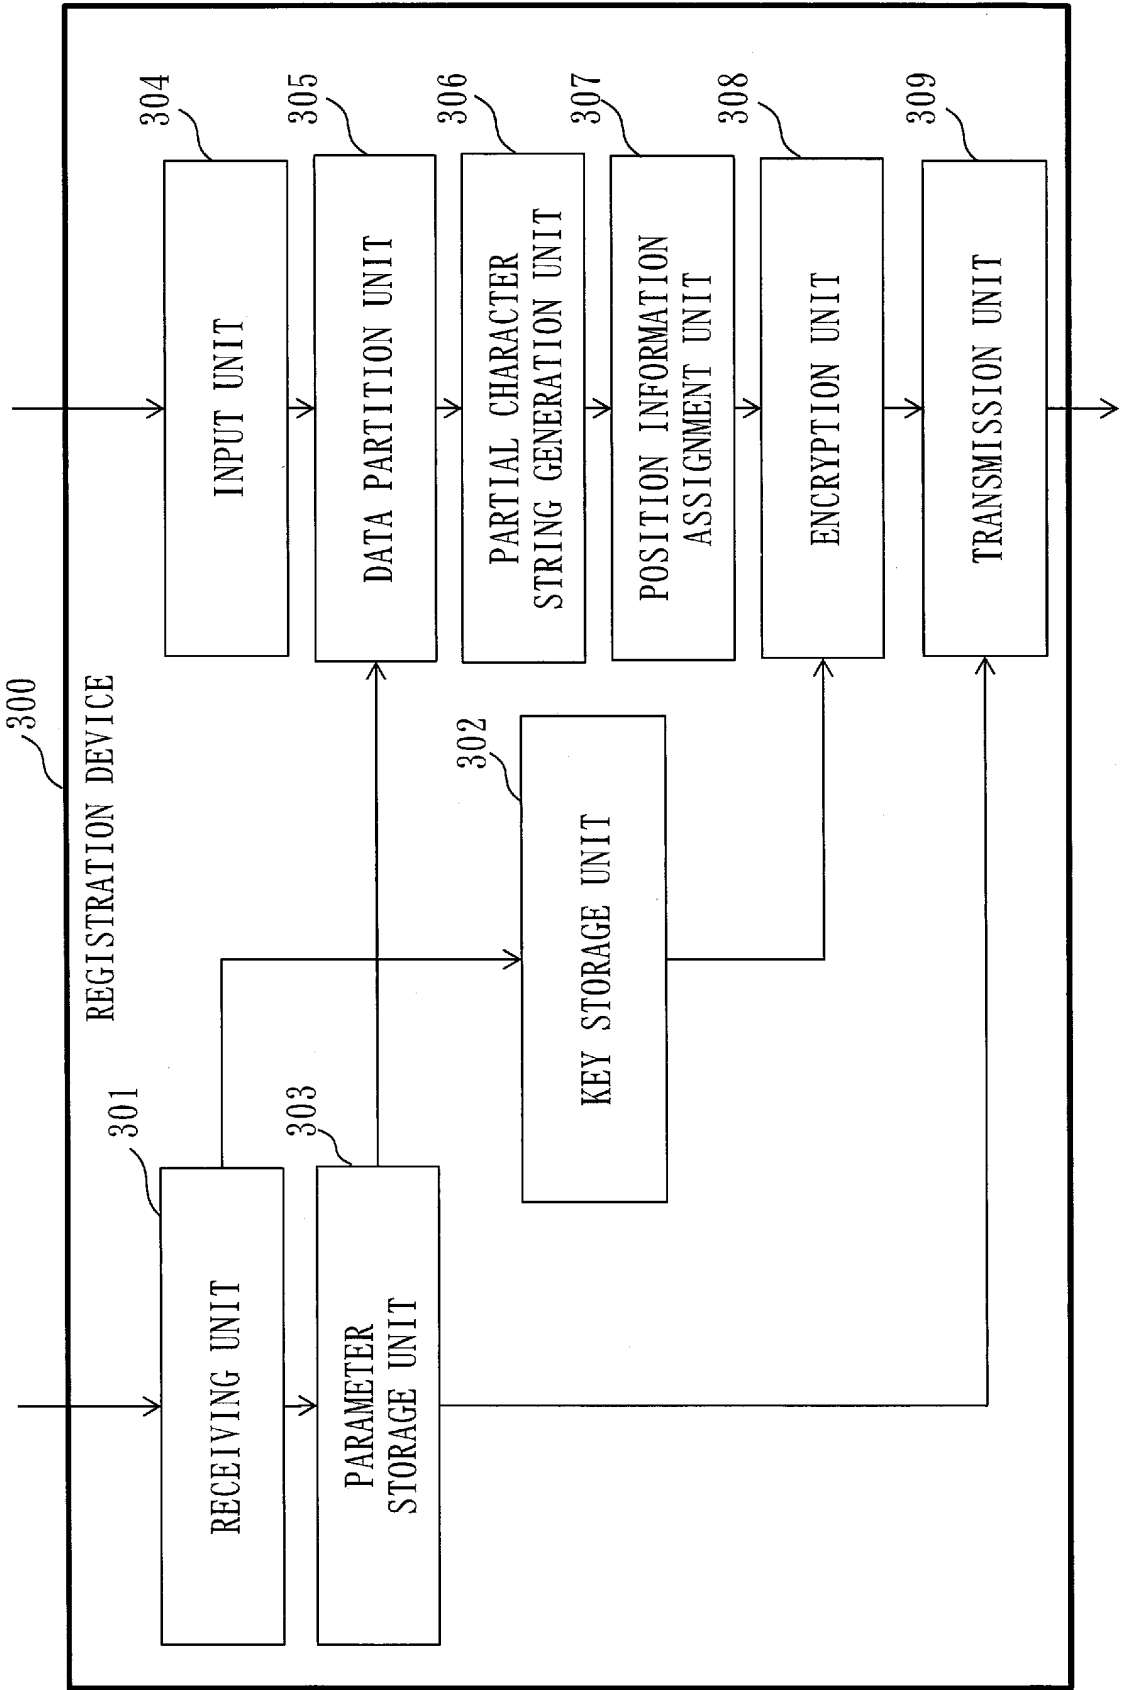 300
REGISTRATION DEVICE
301
RECEIVING UNIT
303
PARAMETER
STORAGE UNIT
302
KEY STORAGE UNIT
304
INPUT UNIT
305
DATA PARTITION UNIT
306
PARTIAL CHARACTER
STRING GENERATION UNIT
307
POSITION INFORMATION
ASSIGNMENT UNIT
308
ENCRYPTION UNIT
309
TRANSMISSION UNIT